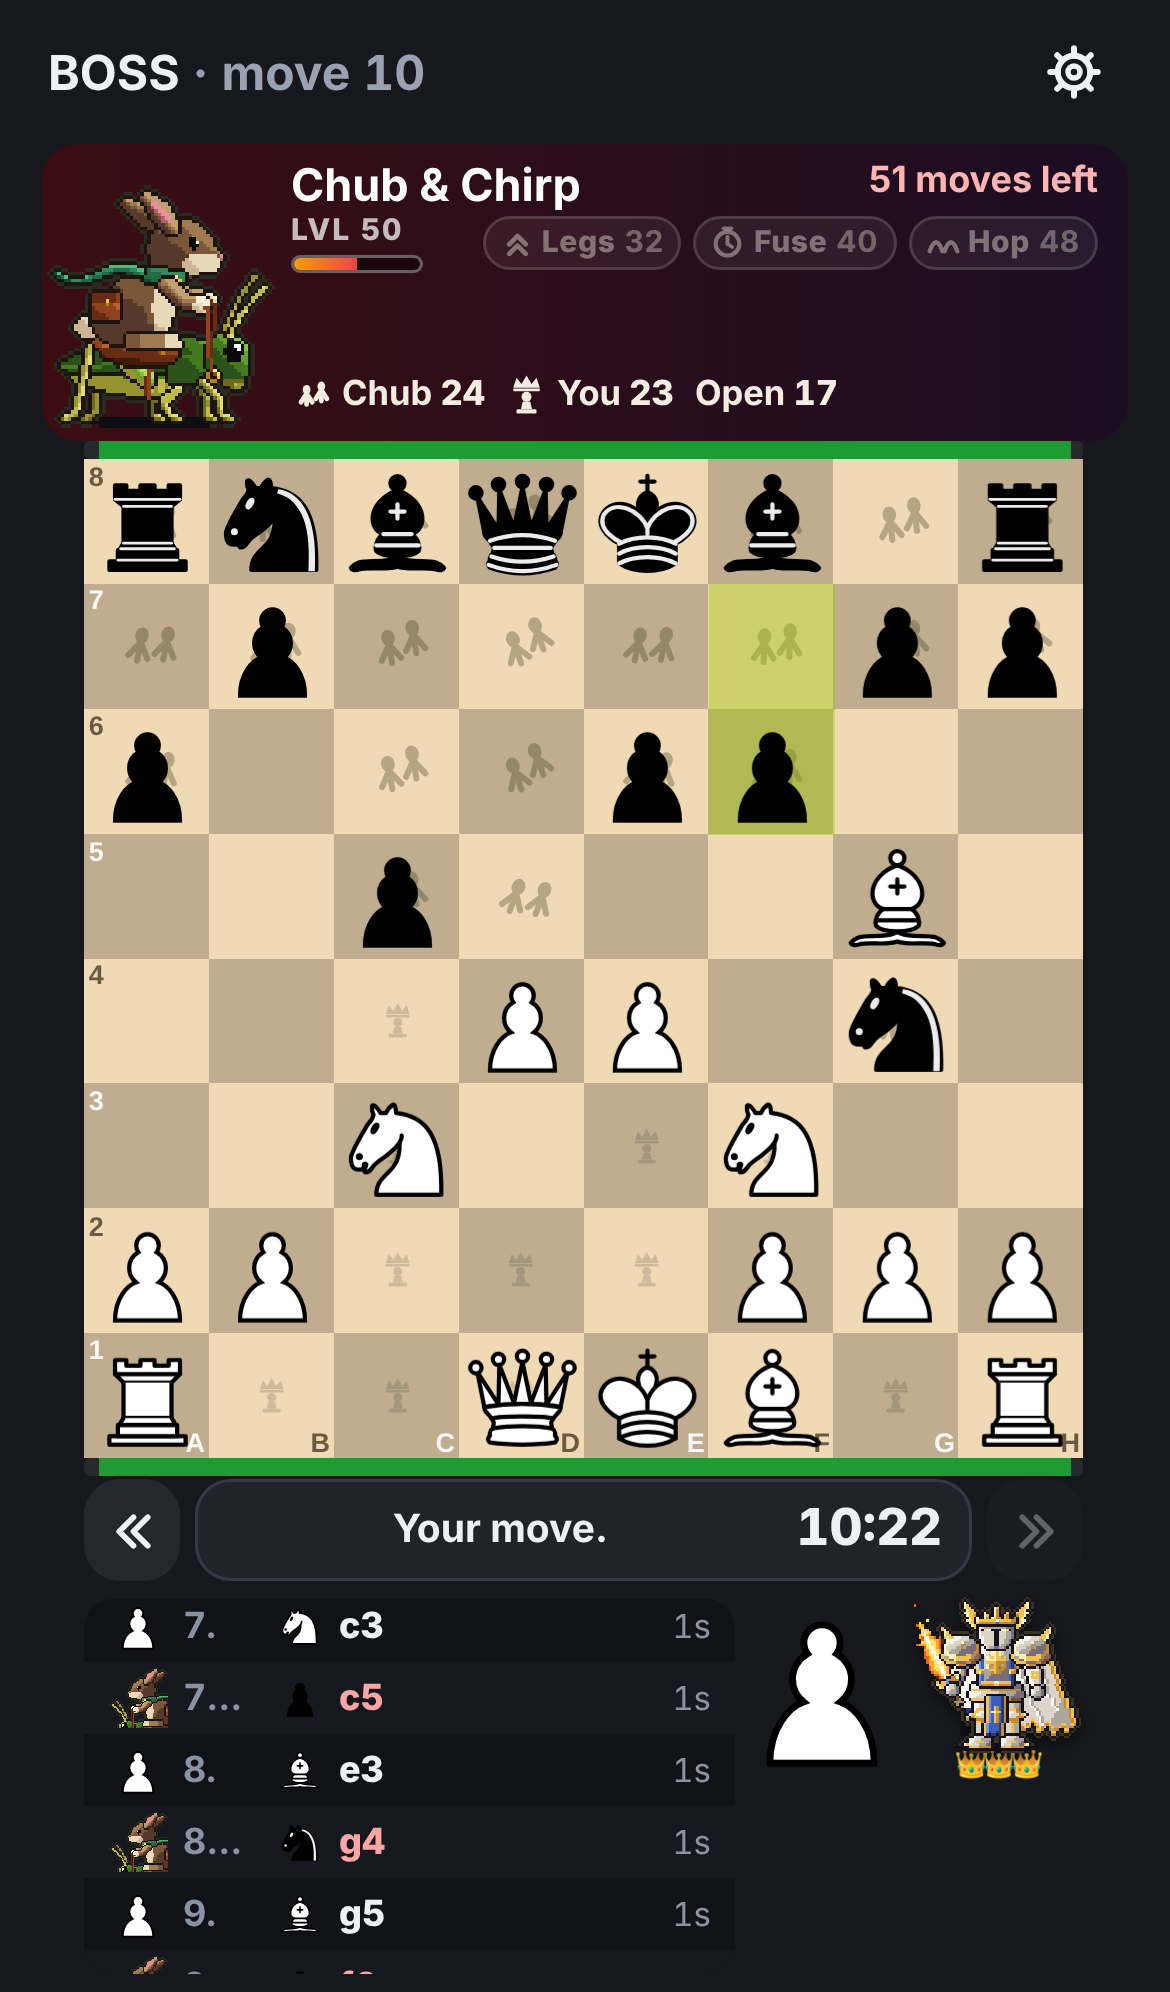 BOSS · move 10
Chub & Chirp
51 moves left
LVL 50
Legs 32
Fuse 40
Hop 48
Chub 24 You 23 Open 17
8
7
6
5
4
3
2
1
A B C D E F G H
Your move. 10:22
7. c3 1s
7... c5 1s
8. e3 1s
8... g4 1s
9. g5 1s